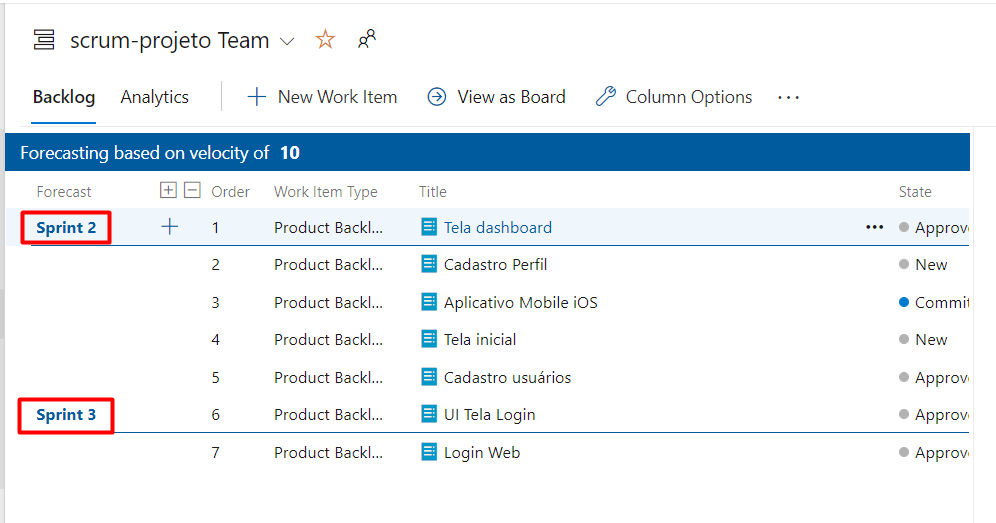 scrum-projeto Team
Backlog Analytics New Work Item View as Board Column Options ...
Forecasting based on velocity of 10
Forecast Order Work Item Type Title State
Sprint 2 1 Product Backl... Tela dashboard ... Approv
2 Product Backl... Cadastro Perfil New
3 Product Backl... Aplicativo Mobile iOS Commit
4 Product Backl... Tela inicial New
5 Product Backl... Cadastro usuários Approv
Sprint 3 6 Product Backl... UI Tela Login Approv
7 Product Backl... Login Web Approv